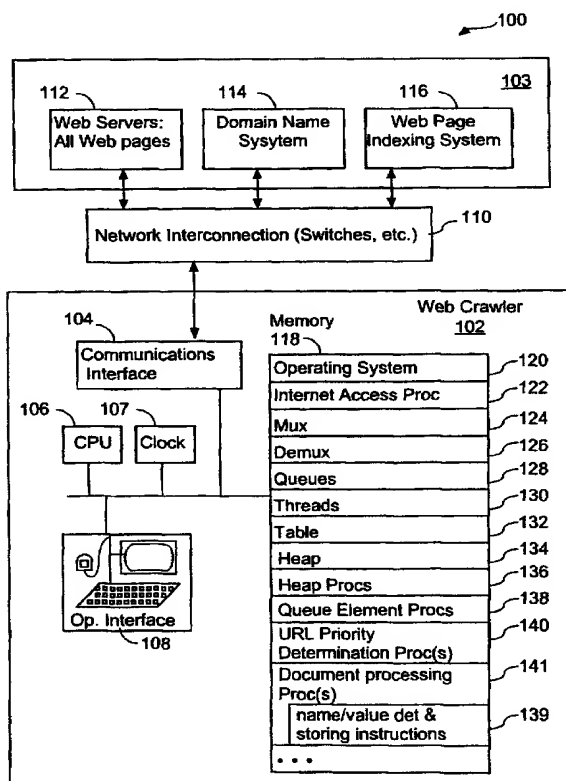 100
103
112
114
116
Web Servers:
All Web pages
Domain Name
Sysytem
Web Page
Indexing System
Network Interconnection (Switches, etc.)
110
Web Crawler
102
104
Communications
Interface
106
CPU
107
Clock
Op. Interface
108
Memory
118
Operating System
120
Internet Access Proc
122
Mux
124
Demux
126
Queues
128
Threads
130
Table
132
Heap
134
Heap Procs
136
Queue Element Procs
138
URL Priority
Determination Proc(s)
140
Document processing
Proc(s)
141
name/value det &
storing instructions
139
• • •